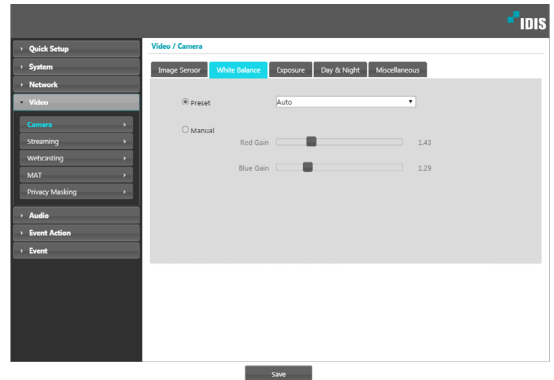 IDIS
Quick Setup
System
Network
Video
Camera
Streaming
Webcasting
MAT
Privacy Masking
Audio
Event Action
Event
Video / Camera
Image Sensor White Balance Exposure Day & Night Miscellaneous
Preset Auto
Manual
Red Gain 1.43
Blue Gain 1.29
Save